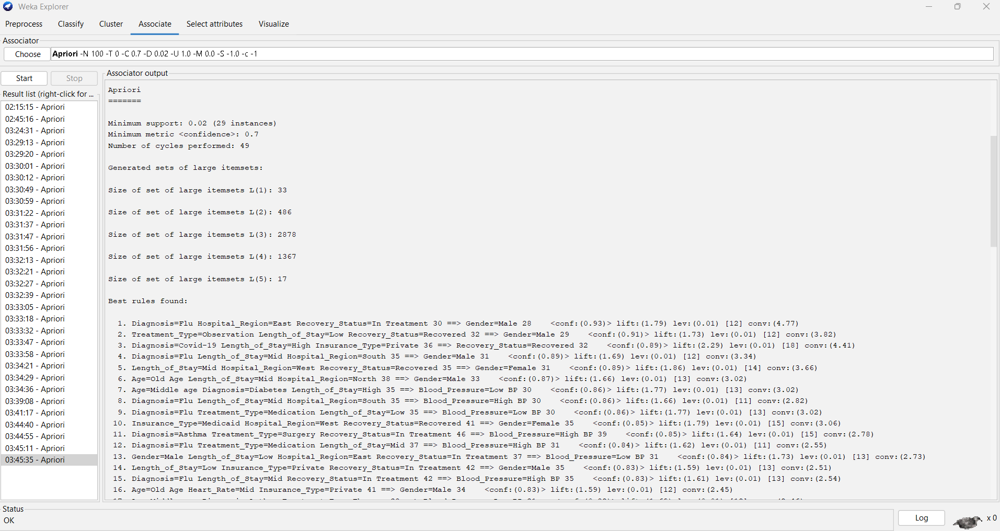 Weka Explorer
Preprocess Classify Cluster Associate Select attributes Visualize
Associator
Choose Apriori -N 100 -T 0 -C 0.7 -D 0.02 -U 1.0 -M 0.0 -S -1.0 -c -1
Start Stop
Result list (right-click for ...
02:15:15 - Apriori
02:45:16 - Apriori
03:24:31 - Apriori
03:29:13 - Apriori
03:29:20 - Apriori
03:30:01 - Apriori
03:30:12 - Apriori
03:30:49 - Apriori
03:30:59 - Apriori
03:31:22 - Apriori
03:31:37 - Apriori
03:31:47 - Apriori
03:31:56 - Apriori
03:32:13 - Apriori
03:32:21 - Apriori
03:32:27 - Apriori
03:32:39 - Apriori
03:33:05 - Apriori
03:33:18 - Apriori
03:33:32 - Apriori
03:33:47 - Apriori
03:33:58 - Apriori
03:34:21 - Apriori
03:34:29 - Apriori
03:34:36 - Apriori
03:39:08 - Apriori
03:41:17 - Apriori
03:44:40 - Apriori
03:44:55 - Apriori
03:45:11 - Apriori
03:45:35 - Apriori
Associator output
Apriori
=======
Minimum support: 0.02 (29 instances)
Minimum metric <confidence>: 0.7
Number of cycles performed: 49
Generated sets of large itemsets:
Size of set of large itemsets L(1): 33
Size of set of large itemsets L(2): 486
Size of set of large itemsets L(3): 2878
Size of set of large itemsets L(4): 1367
Size of set of large itemsets L(5): 17
Best rules found:
1. Diagnosis=Flu Hospital_Region=East Recovery_Status=In Treatment 30 ==> Gender=Male 28 <conf:(0.93)> lift:(1.79) lev:(0.01) [12] conv:(4.77)
2. Treatment_Type=Observation Length_of_Stay=Low Recovery_Status=Recovered 32 ==> Gender=Male 29 <conf:(0.91)> lift:(1.73) lev:(0.01) [12] conv:(3.82)
3. Diagnosis=Covid-19 Length_of_Stay=High Insurance_Type=Private 36 ==> Recovery_Status=Recovered 32 <conf:(0.89)> lift:(2.29) lev:(0.01) [18] conv:(4.41)
4. Diagnosis=Flu Length_of_Stay=Mid Hospital_Region=South 35 ==> Gender=Male 31 <conf:(0.89)> lift:(1.69) lev:(0.01) [12] conv:(3.34)
5. Length_of_Stay=Mid Hospital_Region=West Recovery_Status=Recovered 35 ==> Gender=Female 31 <conf:(0.89)> lift:(1.86) lev:(0.01) [14] conv:(3.66)
6. Age=Old Age Length_of_Stay=Mid Hospital_Region=North 38 ==> Gender=Male 33 <conf:(0.87)> lift:(1.66) lev:(0.01) [13] conv:(3.02)
7. Age=Middle age Diagnosis=Diabetes Length_of_Stay=High 35 ==> Blood_Pressure=Low BP 30 <conf:(0.86)> lift:(1.77) lev:(0.01) [13] conv:(3.02)
8. Diagnosis=Flu Length_of_Stay=Mid Hospital_Region=South 35 ==> Blood_Pressure=High BP 30 <conf:(0.86)> lift:(1.66) lev:(0.01) [11] conv:(2.82)
9. Diagnosis=Flu Treatment_Type=Medication Length_of_Stay=Low 35 ==> Blood_Pressure=Low BP 30 <conf:(0.86)> lift:(1.77) lev:(0.01) [13] conv:(3.02)
10. Insurance_Type=Medicaid Hospital_Region=West Recovery_Status=Recovered 41 ==> Gender=Female 35 <conf:(0.85)> lift:(1.79) lev:(0.01) [15] conv:(3.06)
11. Diagnosis=Asthma Treatment_Type=Surgery Recovery_Status=In Treatment 46 ==> Blood_Pressure=High BP 39 <conf:(0.85)> lift:(1.64) lev:(0.01) [15] conv:(2.78)
12. Diagnosis=Flu Treatment_Type=Medication Length_of_Stay=Mid 37 ==> Blood_Pressure=High BP 31 <conf:(0.84)> lift:(1.62) lev:(0.01) [11] conv:(2.55)
13. Gender=Male Length_of_Stay=Low Hospital_Region=East Recovery_Status=In Treatment 37 ==> Blood_Pressure=Low BP 31 <conf:(0.84)> lift:(1.73) lev:(0.01) [13] conv:(2.73)
14. Length_of_Stay=Low Insurance_Type=Private Recovery_Status=In Treatment 42 ==> Gender=Male 35 <conf:(0.83)> lift:(1.59) lev:(0.01) [13] conv:(2.51)
15. Diagnosis=Flu Length_of_Stay=Mid Recovery_Status=In Treatment 42 ==> Blood_Pressure=High BP 35 <conf:(0.83)> lift:(1.61) lev:(0.01) [13] conv:(2.54)
16. Age=Old Age Heart_Rate=Mid Insurance_Type=Private 41 ==> Gender=Male 34 <conf:(0.83)> lift:(1.59) lev:(0.01) [12] conv:(2.45)
Status
OK
Log
x 0